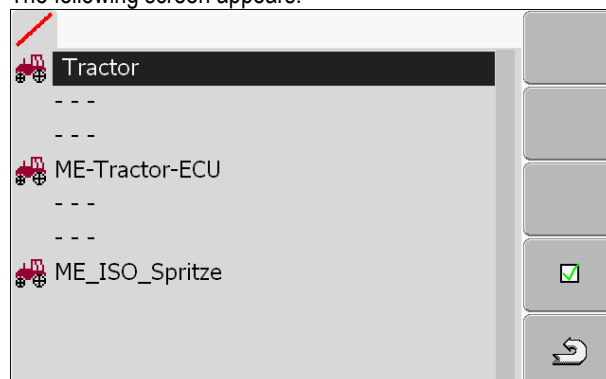 The following screen appears:
Tractor
- - -
- - -
ME-Tractor-ECU
- - -
- - -
ME_ISO_Spritze